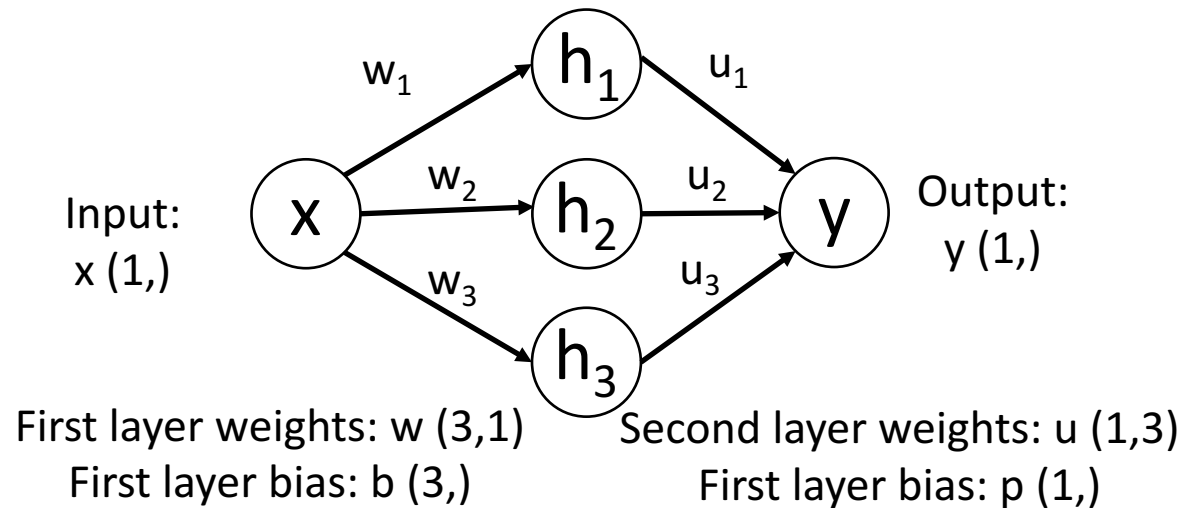 h₁
w₁
u₁
w₂
u₂
Input:
x (1,)
x
h₂
y
Output:
y (1,)
w₃
u₃
h₃
First layer weights: w (3,1)
First layer bias: b (3,)
Second layer weights: u (1,3)
First layer bias: p (1,)